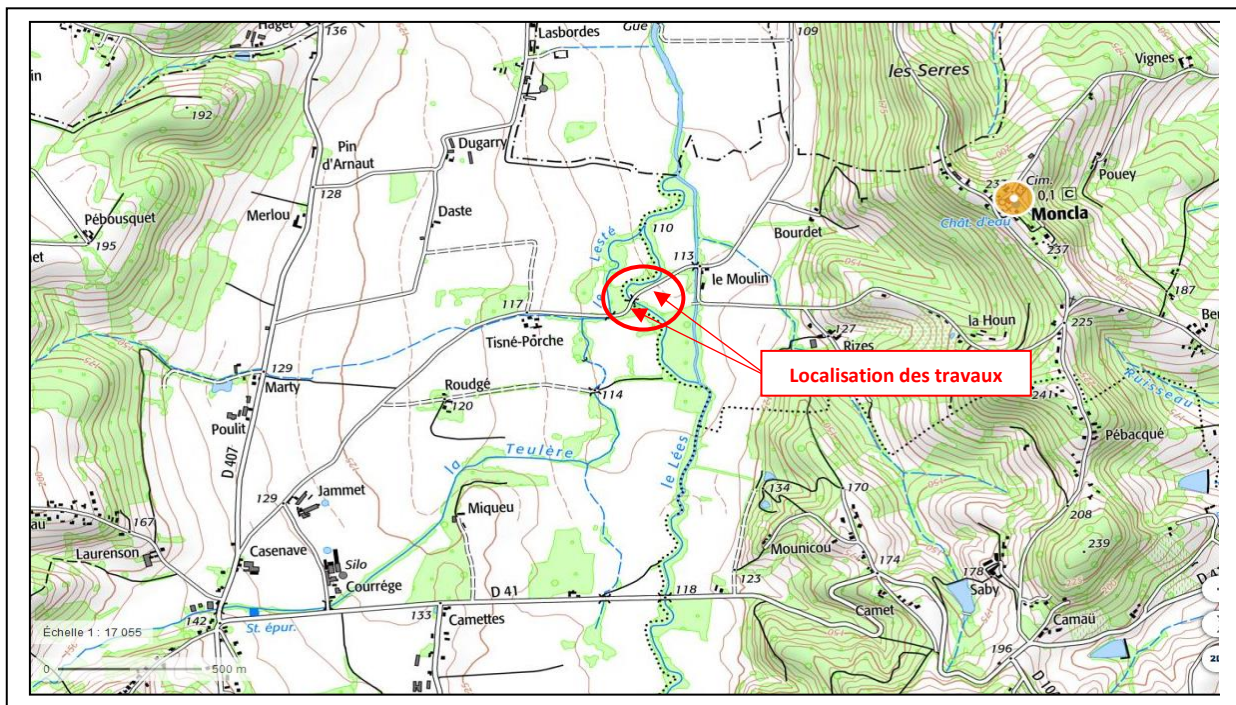 Haget
136
Lasbordes
Gué
109
les Serres
Vignes
192
Pin
d'Arnaut
Dugarry
128
Merlou
Daste
Pébousquet
195
le Lesté
110
Bourdet
113
le Moulin
Cim.
0,1 C
Moncla
Chât. d'eau
237
Pouey
187
117
Tisné-Porche
127
Rizes
la Houn
225
Localisation des travaux
129
Marty
Roudgé
120
114
241
Ruisseau
Poulit
D 407
la Teulère
le Lées
Pébacqué
129
Jammet
Miqueu
134
170
208
167
Laurenson
Casenave
Silo
Courrége
Mounicou
174
239
178
Saby
142
St. épur.
133
Camettes
D 41
118
123
Camet
Camaü
196
Échelle 1 : 17 055
0 500 m